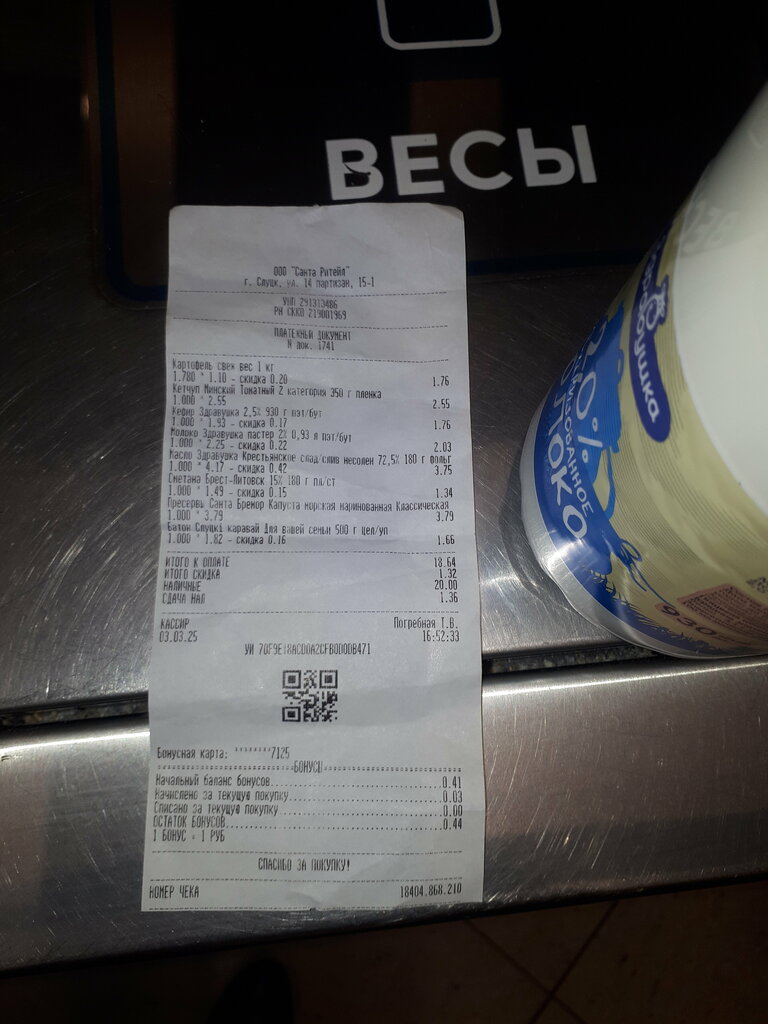 ВЕСЫ
ООО "Санта Ритейл"
г. Слуцк, ул. 14 партизан, 15-1
УНП 291313486
РН СККО 219001969
ПЛАТЕЖНЫЙ ДОКУМЕНТ
N док. 1741
Картофель свеж вес 1 кг
1.780 * 1.10 - скидка 0.20 1.76
Кетчуп Минский Томатный 2 категория 350 г пленка
1.000 * 2.55 2.55
Кефир Здравушка 2,5% 930 г пэт/бут
1.000 * 1.93 - скидка 0.17 1.76
Молоко Здравушка пастер 2% 0,93 л пэт/бут
1.000 * 2.25 - скидка 0.22 2.03
Масло Здравушка Крестьянское слад/слив несолен 72,5% 180 г фольг
1.000 * 4.17 - скидка 0.42 3.75
Сметана Брест-Литовск 15% 180 г пл/ст
1.000 * 1.49 - скидка 0.15 1.34
Пресервы Санта Бремор Капуста морская маринованная Классическая
1.000 * 3.79 3.79
Батон Слуцкі каравай Для вашей семьи 500 г цел/уп
1.000 * 1.82 - скидка 0.16 1.66
ИТОГО К ОПЛАТЕ 18.64
ИТОГО СКИДКА 1.32
НАЛИЧНЫЕ 20.00
СДАЧА НАЛ 1.36
КАССИР Погребная Т.В.
03.03.25 16:52:33
УИ
Бонусная карта: ********7125
БОНУСЫ
Начальный баланс бонусов 0.41
Начислено за текущую покупку 0.03
Списано за текущую покупку 0.00
ОСТАТОК БОНУСОВ 0.44
1 БОНУС = 1 РУБ
СПАСИБО ЗА ПОКУПКУ!
НОМЕР ЧЕКА 18404.868.210
0%
МОЛОКО
930